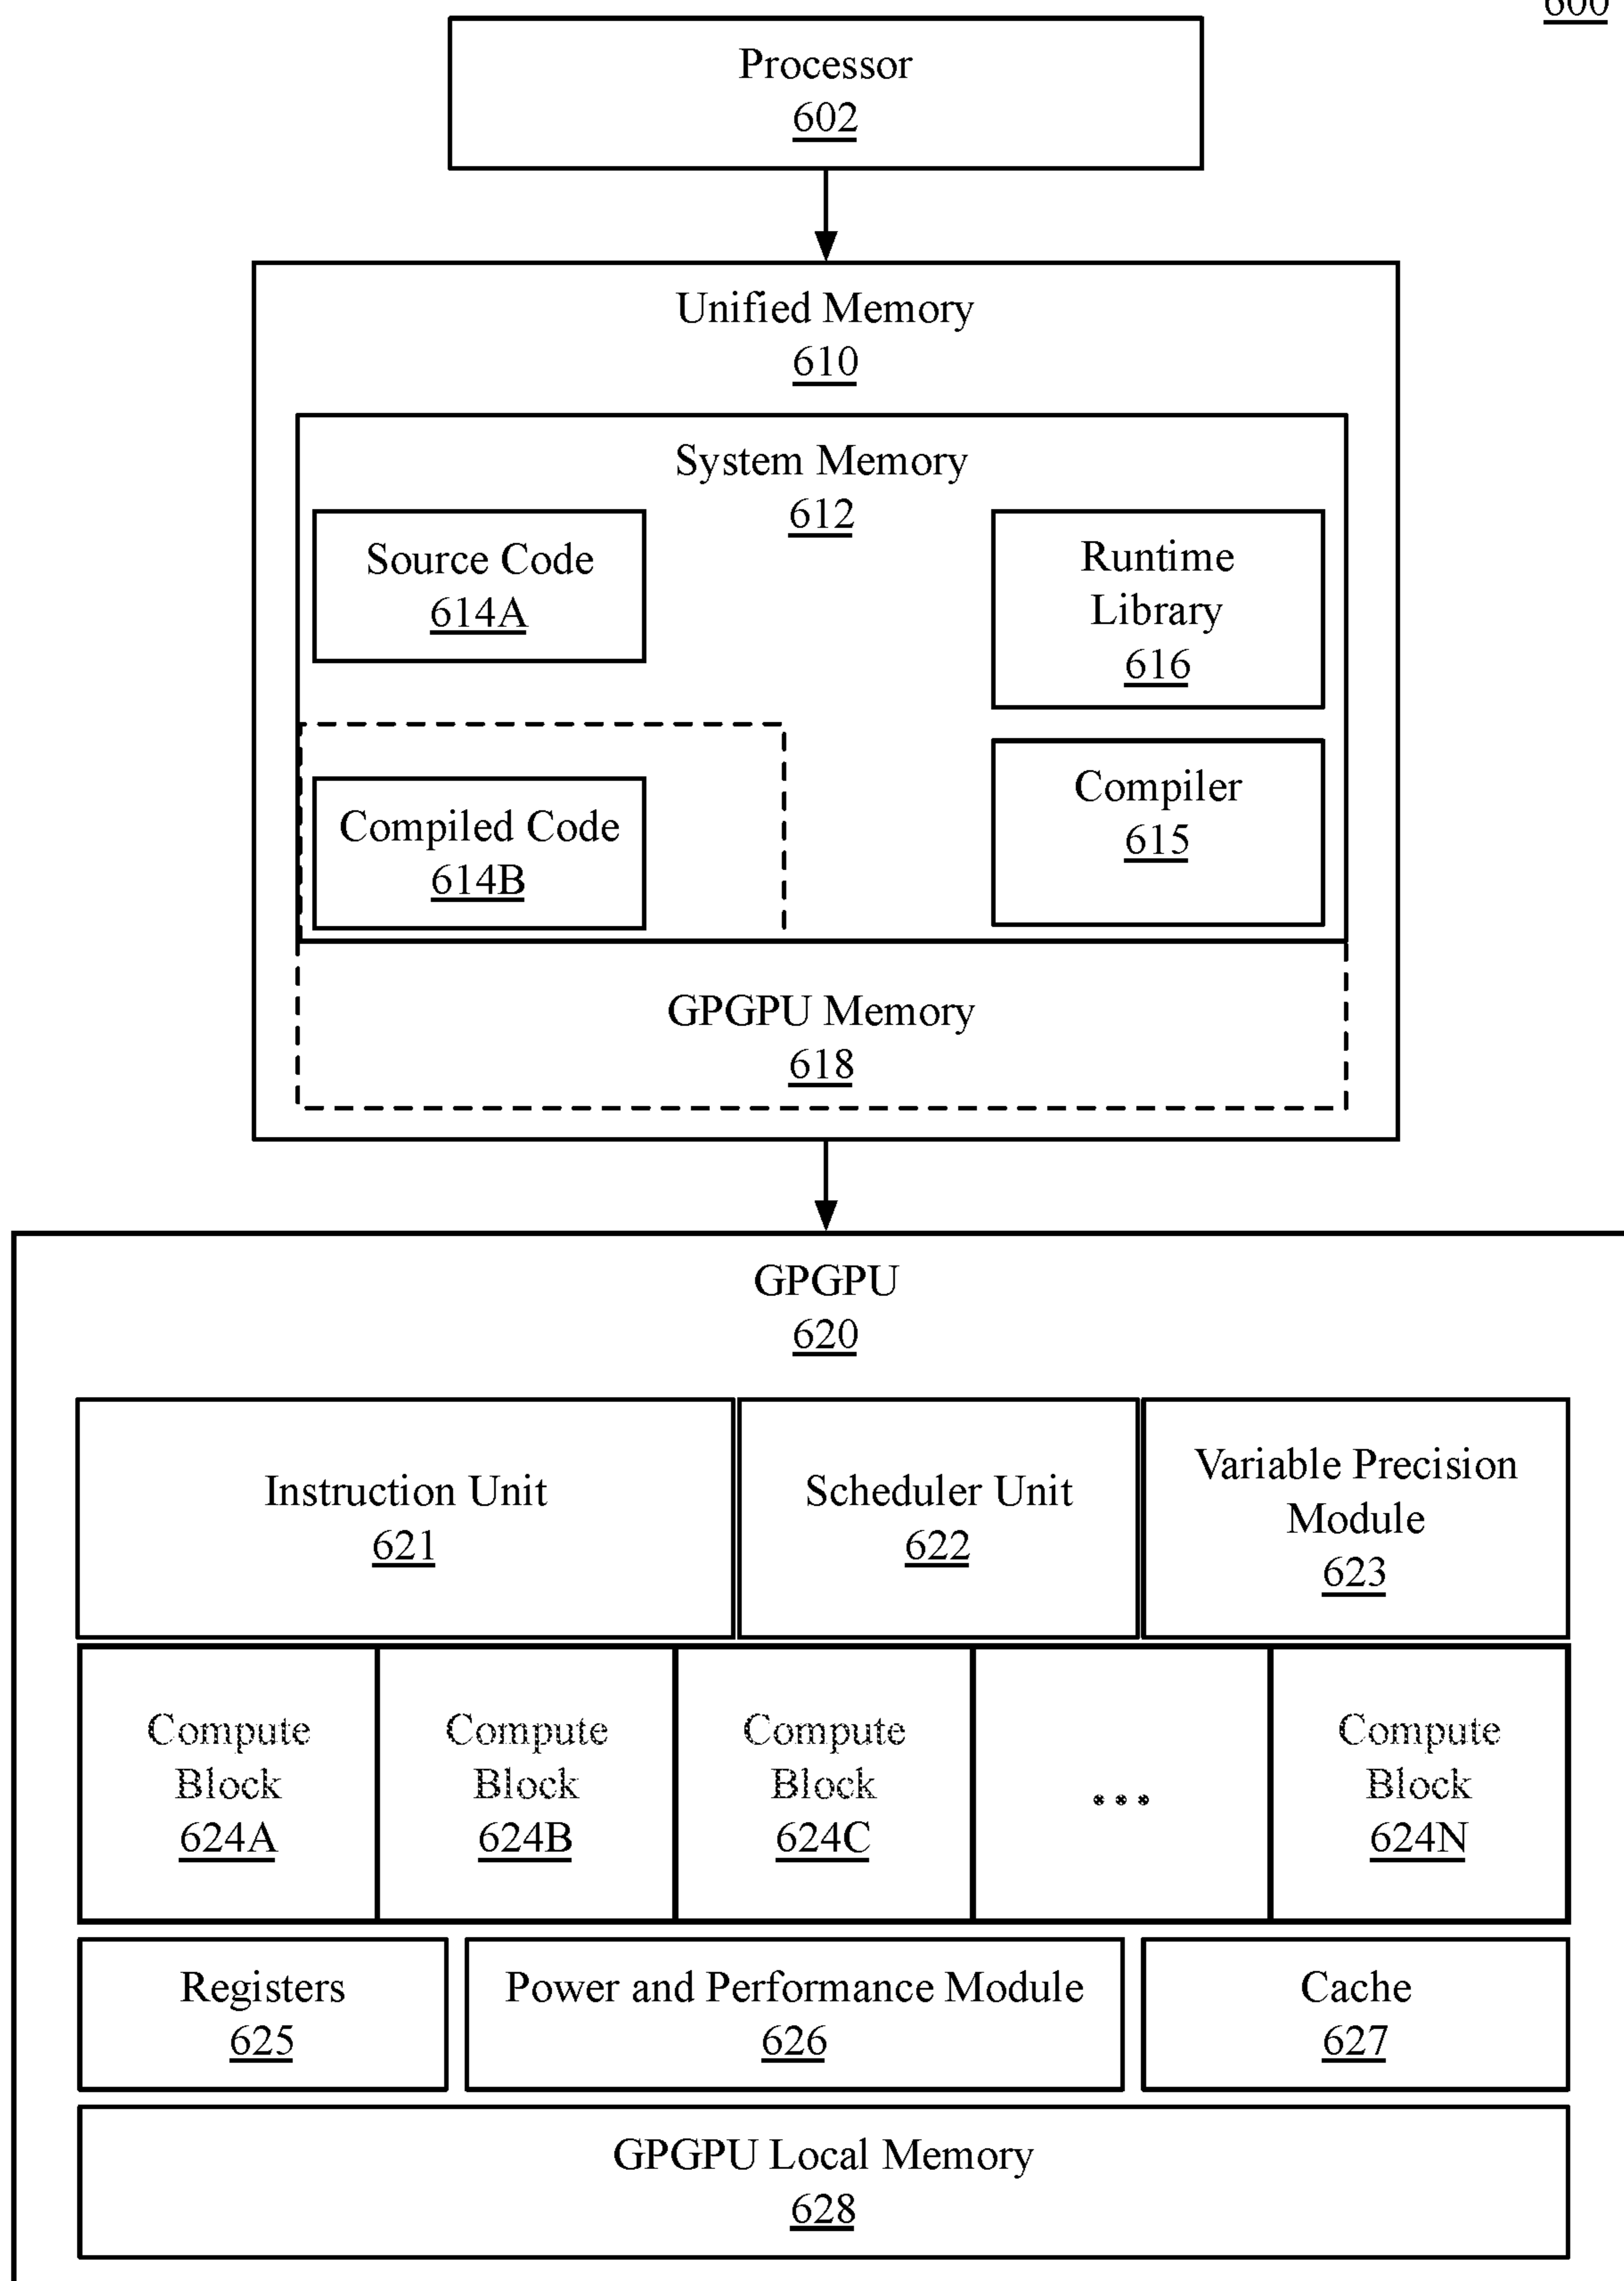 600
Processor
602
Unified Memory
610
System Memory
612
Source Code
614A
Runtime
Library
616
Compiled Code
614B
Compiler
615
GPGPU Memory
618
GPGPU
620
Instruction Unit
621
Scheduler Unit
622
Variable Precision
Module
623
Compute
Block
624A
Compute
Block
624B
Compute
Block
624C
...
Compute
Block
624N
Registers
625
Power and Performance Module
626
Cache
627
GPGPU Local Memory
628